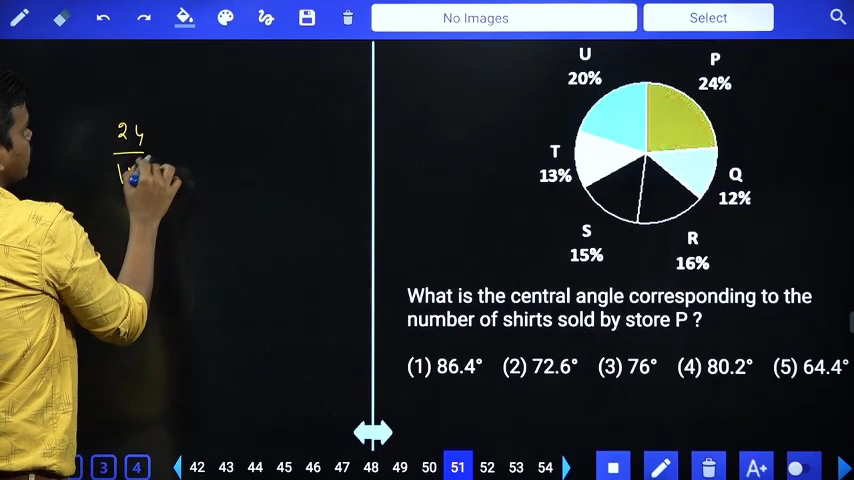 No Images
Select
U
20%
P
24%
T
13%
Q
12%
S
15%
R
16%
24
What is the central angle corresponding to the
number of shirts sold by store P ?
(1) 86.4° (2) 72.6° (3) 76° (4) 80.2° (5) 64.4°
3 4 42 43 44 45 46 47 48 49 50 51 52 53 54 A+